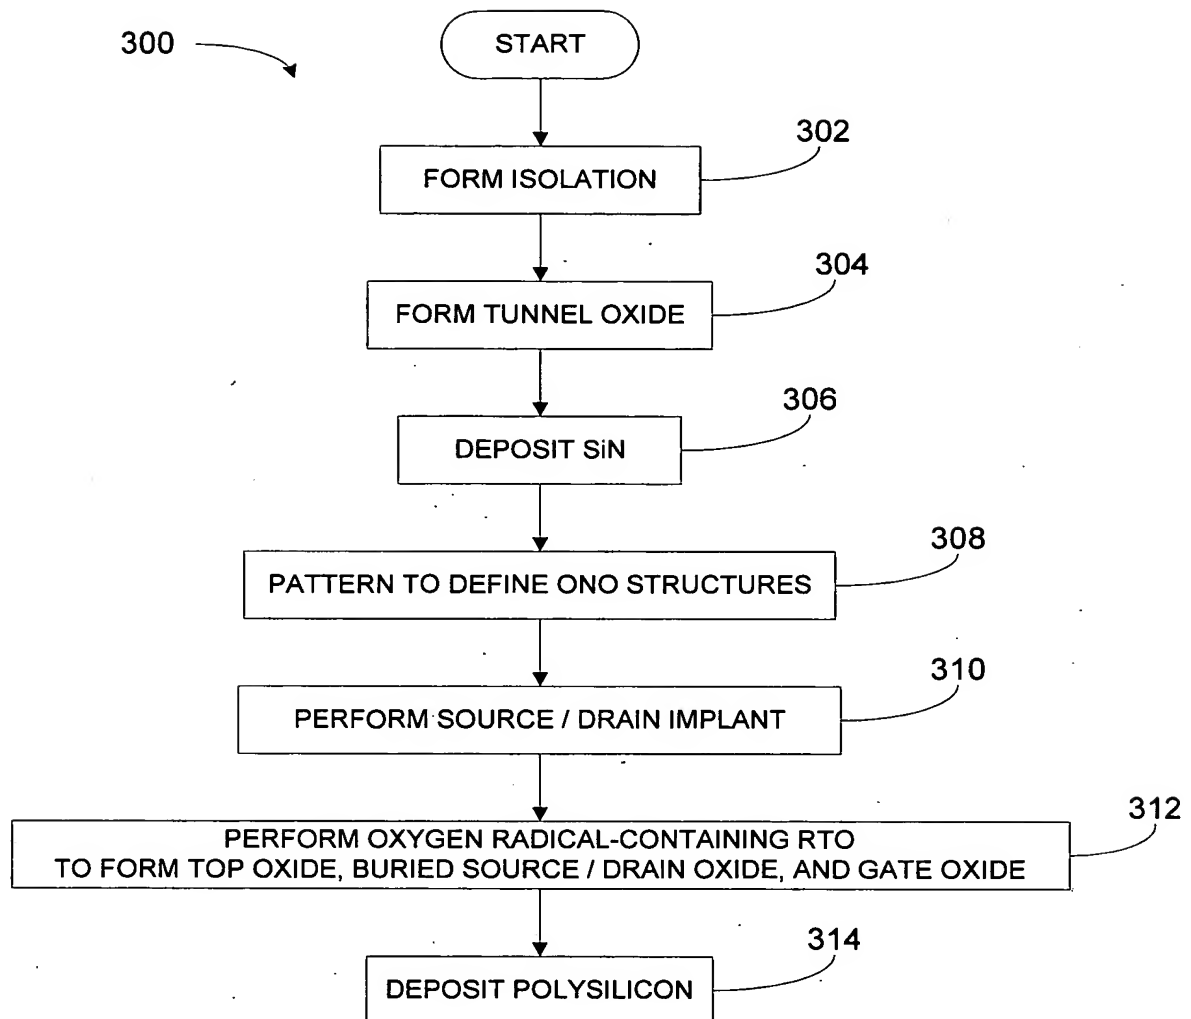 300
START
302
FORM ISOLATION
304
FORM TUNNEL OXIDE
306
DEPOSIT SiN
308
PATTERN TO DEFINE ONO STRUCTURES
310
PERFORM SOURCE / DRAIN IMPLANT
312
PERFORM OXYGEN RADICAL-CONTAINING RTO
TO FORM TOP OXIDE, BURIED SOURCE / DRAIN OXIDE, AND GATE OXIDE
314
DEPOSIT POLYSILICON